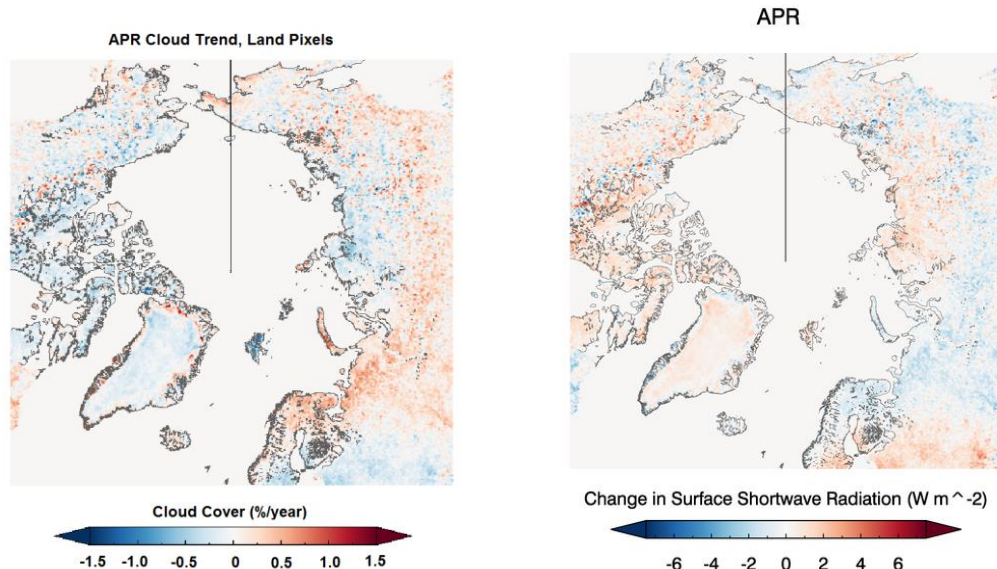 APR Cloud Trend, Land Pixels
Cloud Cover (%/year)
-1.5 -1.0 -0.5 0 0.5 1.0 1.5
APR
Change in Surface Shortwave Radiation (W m^-2)
-6 -4 -2 0 2 4 6